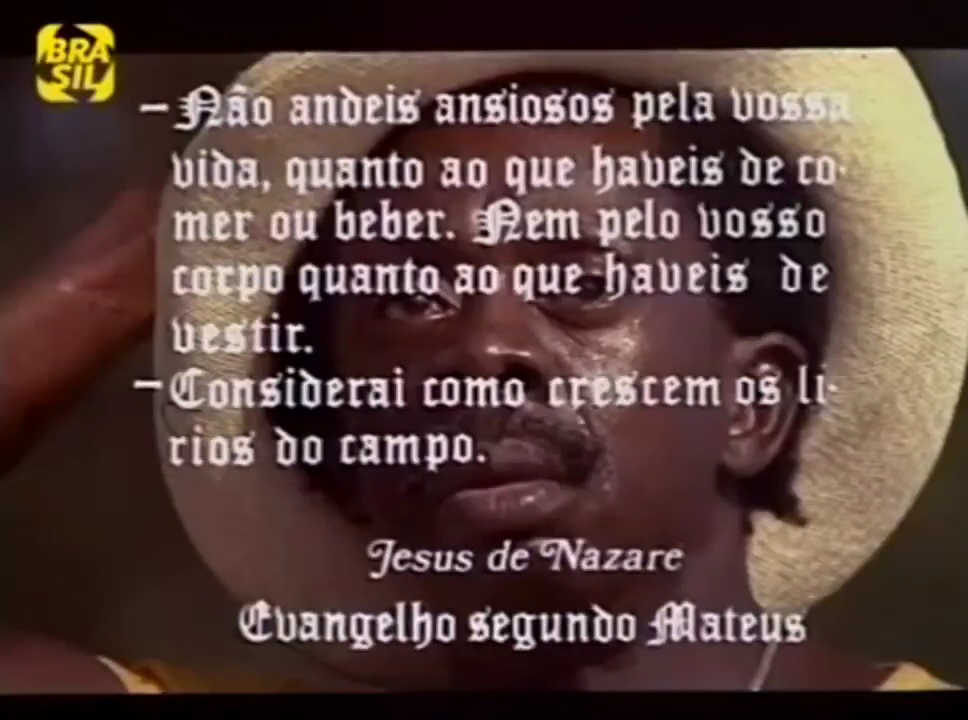 BRA
SIL
— Não andeis ansiosos pela vossa
vida, quanto ao que haveis de co-
mer ou beber. Nem pelo vosso
corpo quanto ao que haveis de
vestir.
— Considerai como crescem os lí-
rios do campo.
Jesus de Nazare
Evangelho segundo Mateus